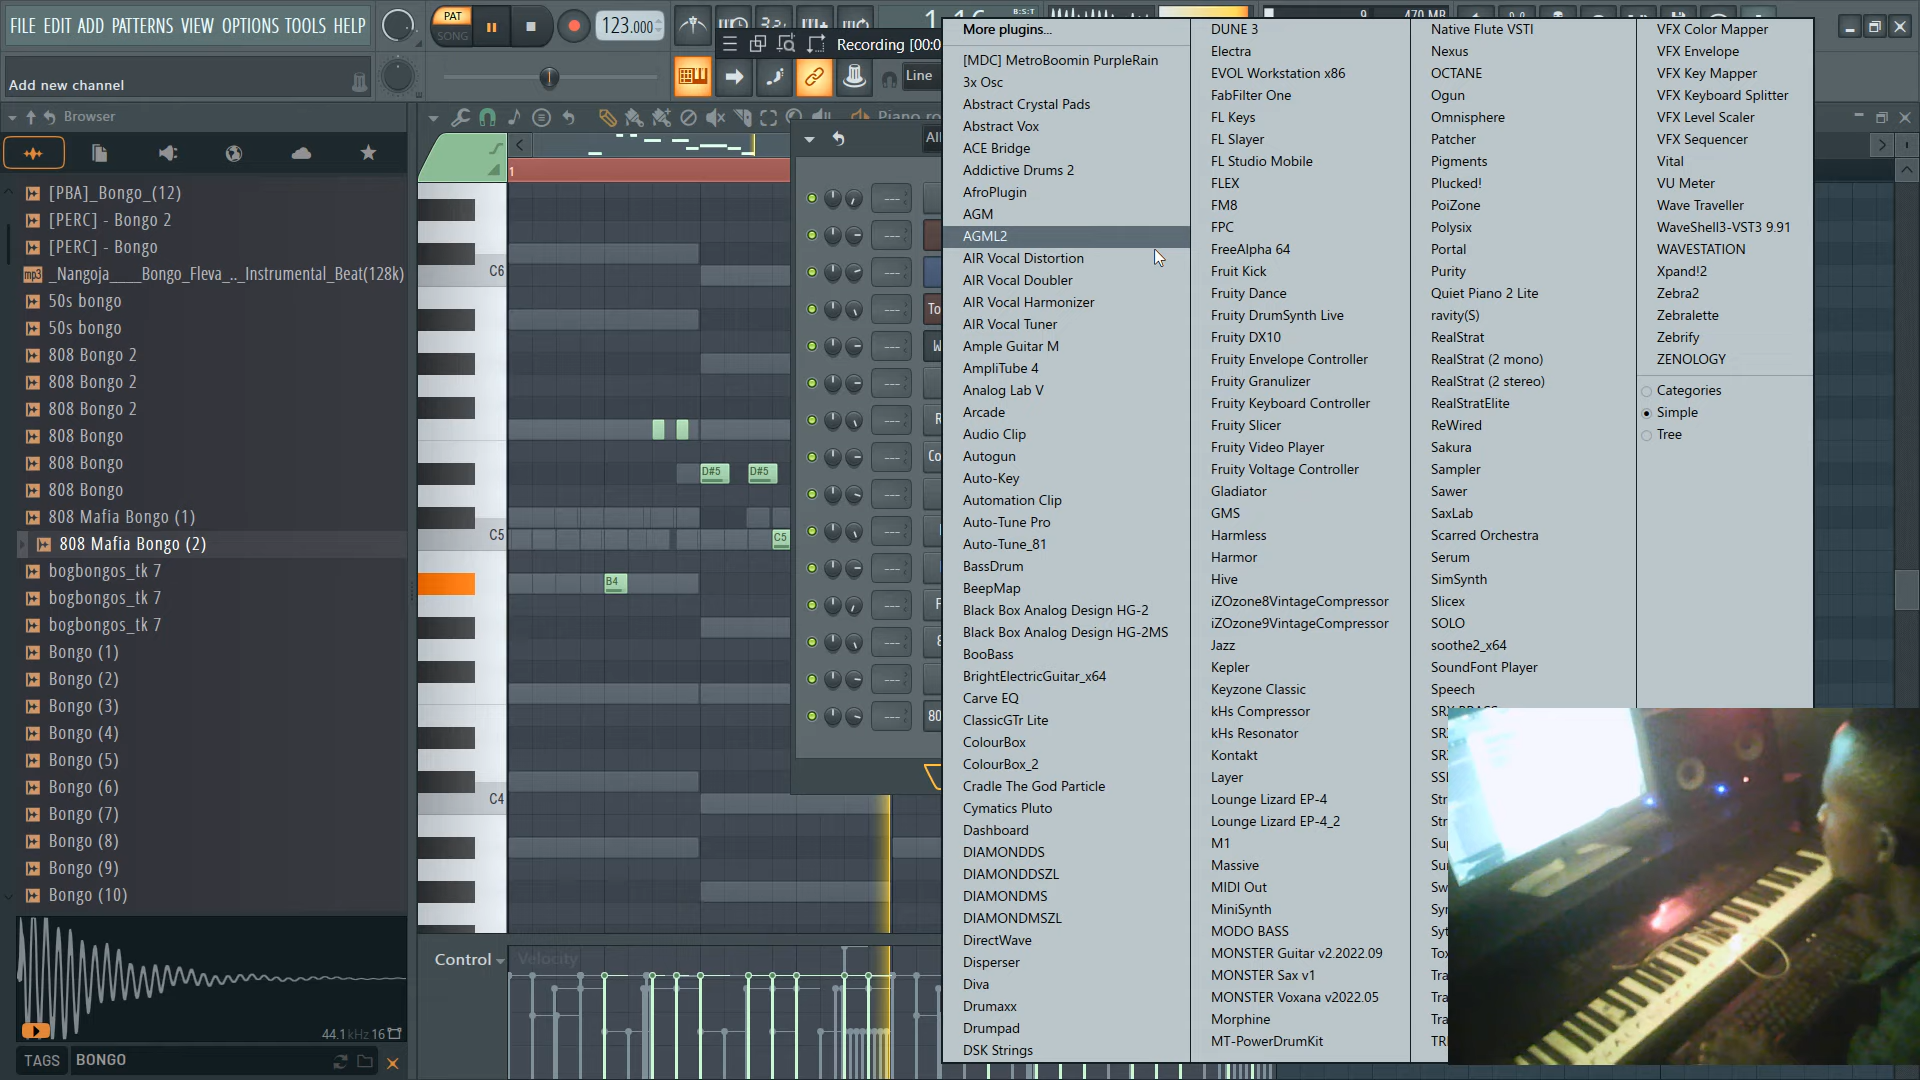 FILE EDIT ADD PATTERNS VIEW OPTIONS TOOLS HELP
PAT
SONG
123.000
B:S:T
470 MB
Recording [00:0
Add new channel
Line
Browser
Piano ro
All
[PBA]_Bongo_(12)
[PERC] - Bongo 2
[PERC] - Bongo
mp3 _Nangoja____Bongo_Fleva_.._Instrumental_Beat(128k)
50s bongo
50s bongo
808 Bongo 2
808 Bongo 2
808 Bongo 2
808 Bongo
808 Bongo
808 Bongo
808 Mafia Bongo (1)
808 Mafia Bongo (2)
bogbongos_tk 7
bogbongos_tk 7
bogbongos_tk 7
Bongo (1)
Bongo (2)
Bongo (3)
Bongo (4)
Bongo (5)
Bongo (6)
Bongo (7)
Bongo (8)
Bongo (9)
Bongo (10)
44.1kHz 16
TAGS BONGO
1
C6
D#5 D#5
C5 C5
B4
C4
Control Velocity
To
W
R
Co
F
8
80
More plugins...
[MDC] MetroBoomin PurpleRain
3x Osc
Abstract Crystal Pads
Abstract Vox
ACE Bridge
Addictive Drums 2
AfroPlugin
AGM
AGML2
AIR Vocal Distortion
AIR Vocal Doubler
AIR Vocal Harmonizer
AIR Vocal Tuner
Ample Guitar M
AmpliTube 4
Analog Lab V
Arcade
Audio Clip
Autogun
Auto-Key
Automation Clip
Auto-Tune Pro
Auto-Tune_81
BassDrum
BeepMap
Black Box Analog Design HG-2
Black Box Analog Design HG-2MS
BooBass
BrightElectricGuitar_x64
Carve EQ
ClassicGTr Lite
ColourBox
ColourBox_2
Cradle The God Particle
Cymatics Pluto
Dashboard
DIAMONDDS
DIAMONDDSZL
DIAMONDMS
DIAMONDMSZL
DirectWave
Disperser
Diva
Drumaxx
Drumpad
DSK Strings
DUNE 3
Electra
EVOL Workstation x86
FabFilter One
FL Keys
FL Slayer
FL Studio Mobile
FLEX
FM8
FPC
FreeAlpha 64
Fruit Kick
Fruity Dance
Fruity DrumSynth Live
Fruity DX10
Fruity Envelope Controller
Fruity Granulizer
Fruity Keyboard Controller
Fruity Slicer
Fruity Video Player
Fruity Voltage Controller
Gladiator
GMS
Harmless
Harmor
Hive
iZOzone8VintageCompressor
iZOzone9VintageCompressor
Jazz
Kepler
Keyzone Classic
kHs Compressor
kHs Resonator
Kontakt
Layer
Lounge Lizard EP-4
Lounge Lizard EP-4_2
M1
Massive
MIDI Out
MiniSynth
MODO BASS
MONSTER Guitar v2.2022.09
MONSTER Sax v1
MONSTER Voxana v2022.05
Morphine
MT-PowerDrumKit
Native Flute VSTI
Nexus
OCTANE
Ogun
Omnisphere
Patcher
Pigments
Plucked!
PoiZone
Polysix
Portal
Purity
Quiet Piano 2 Lite
ravity(S)
RealStrat
RealStrat (2 mono)
RealStrat (2 stereo)
RealStratElite
ReWired
Sakura
Sampler
Sawer
SaxLab
Scarred Orchestra
Serum
SimSynth
Slicex
SOLO
soothe2_x64
SoundFont Player
Speech
VFX Color Mapper
VFX Envelope
VFX Key Mapper
VFX Keyboard Splitter
VFX Level Scaler
VFX Sequencer
Vital
VU Meter
Wave Traveller
WaveShell3-VST3 9.91
WAVESTATION
Xpand!2
Zebra2
Zebralette
Zebrify
ZENOLOGY
Categories
Simple
Tree